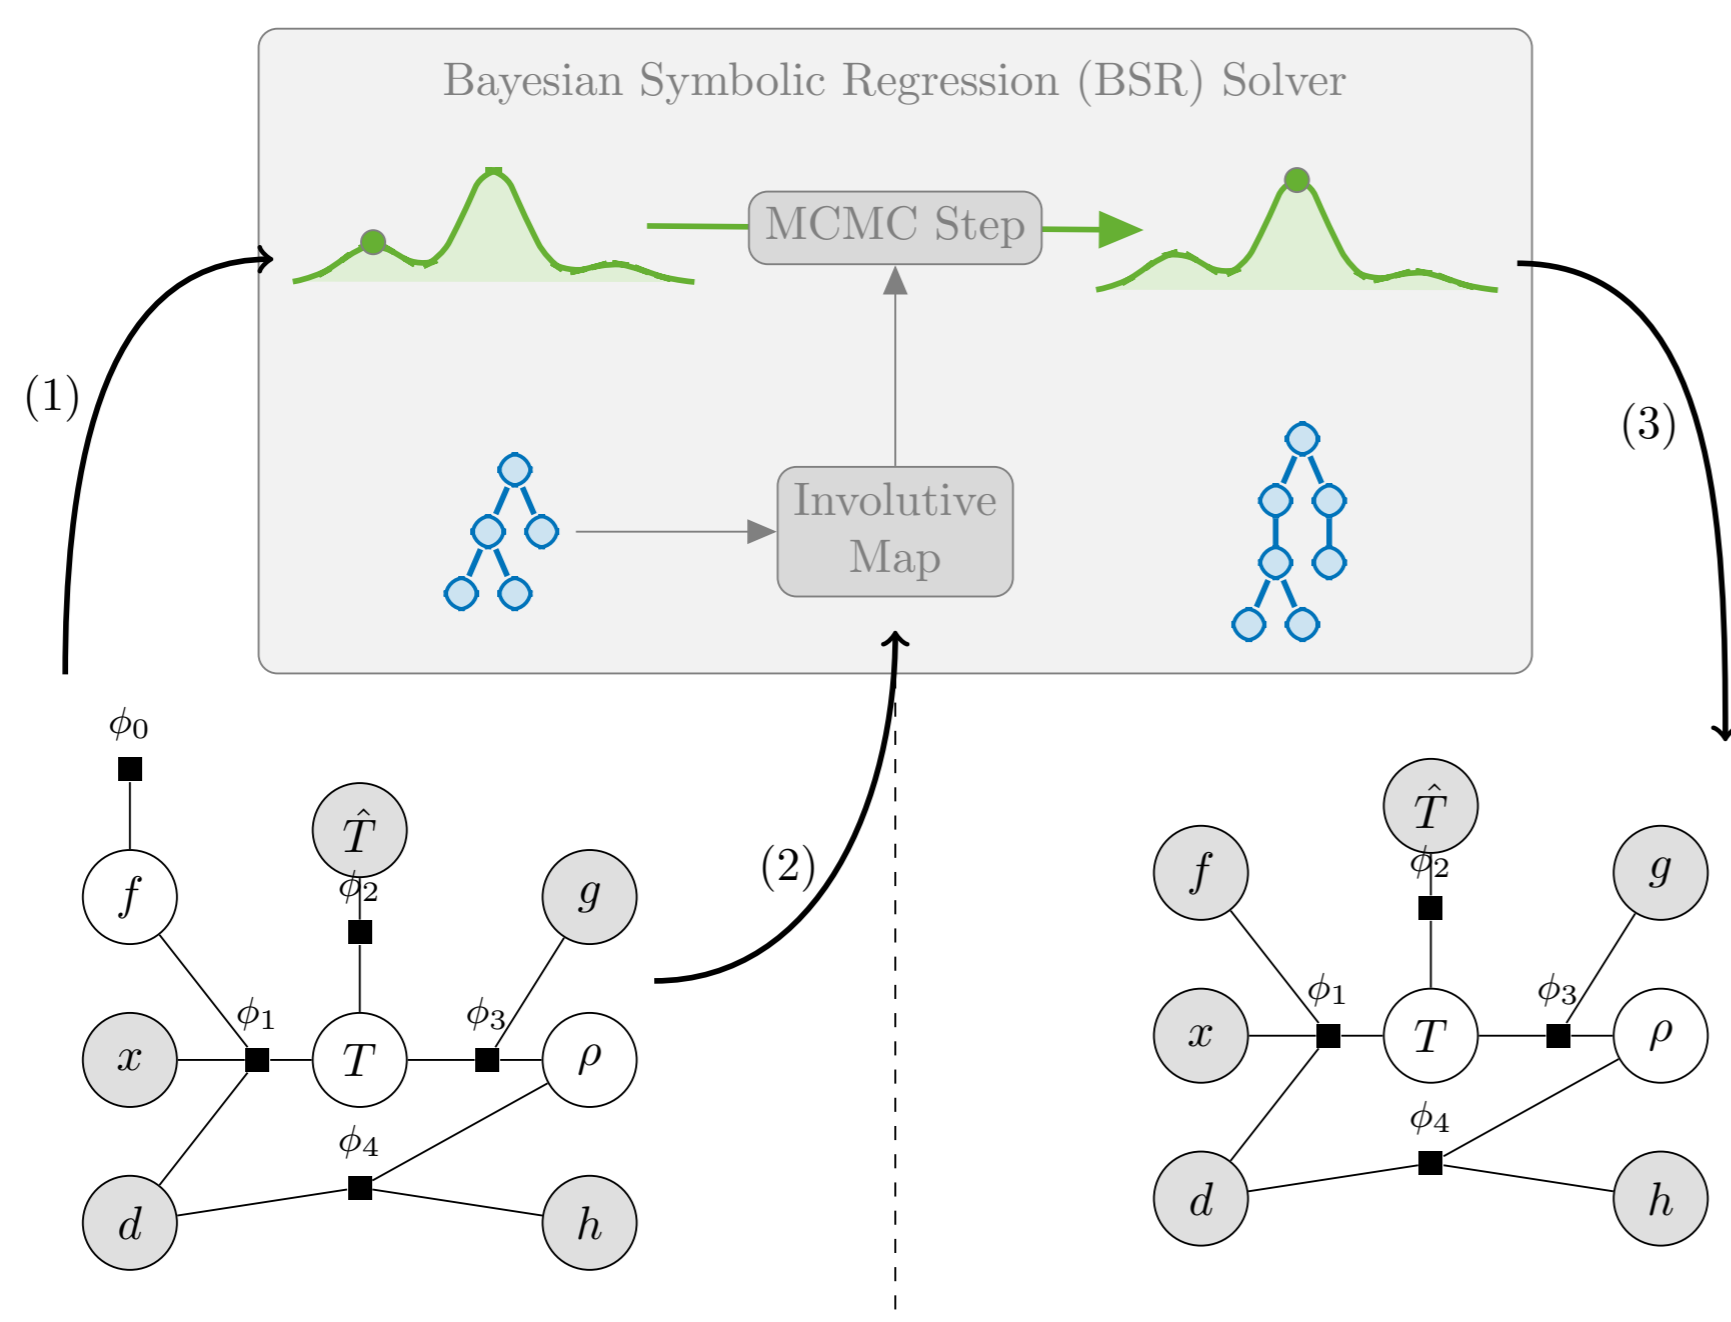 Bayesian Symbolic Regression (BSR) Solver
MCMC Step
(1)
(3)
Involutive
Map
ϕ₀
T̂
T̂
f
ϕ₂
g
f
ϕ₂
g
(2)
ϕ₁
ϕ₃
ϕ₁
ϕ₃
x
T
ρ
x
T
ρ
ϕ₄
ϕ₄
d
h
d
h